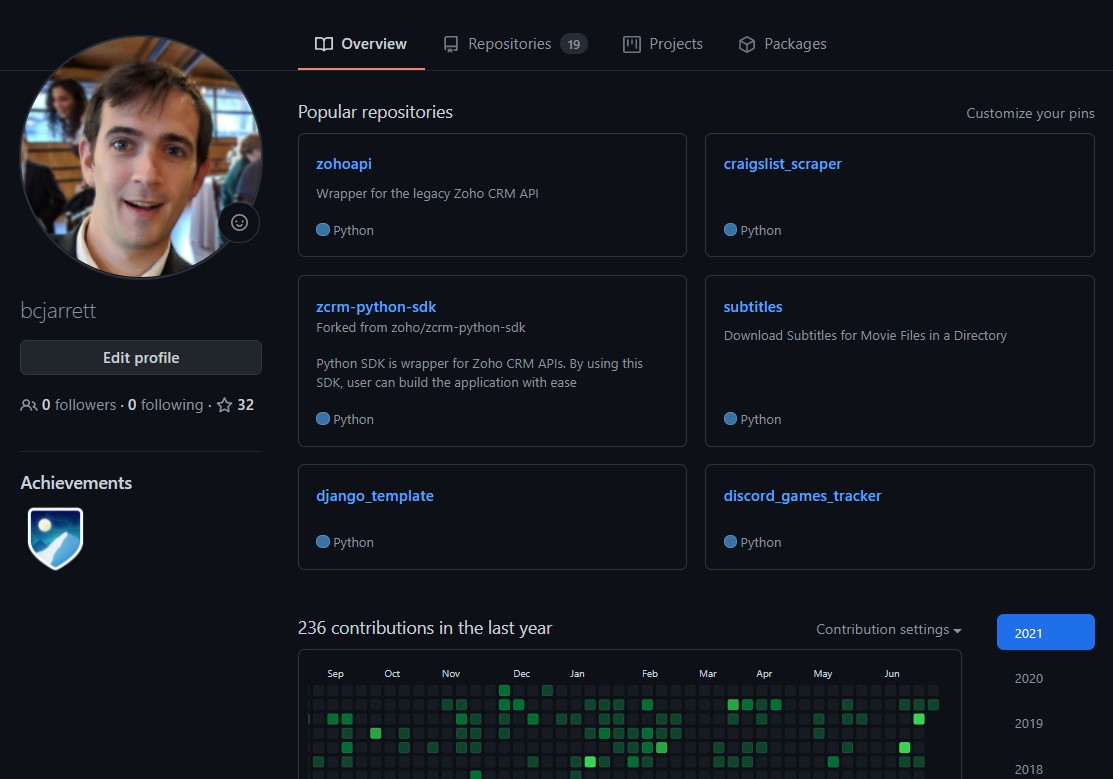 Overview
Repositories 19
Projects
Packages
Popular repositories
Customize your pins
zohoapi
Wrapper for the legacy Zoho CRM API
Python
craigslist_scraper
Python
zcrm-python-sdk
Forked from zoho/zcrm-python-sdk
Python SDK is wrapper for Zoho CRM APIs. By using this
SDK, user can build the application with ease
Python
subtitles
Download Subtitles for Movie Files in a Directory
Python
django_template
Python
discord_games_tracker
Python
bcjarrett
Edit profile
0 followers · 0 following · 32
Achievements
236 contributions in the last year
Contribution settings
Sep Oct Nov Dec Jan Feb Mar Apr May Jun
2021
2020
2019
2018